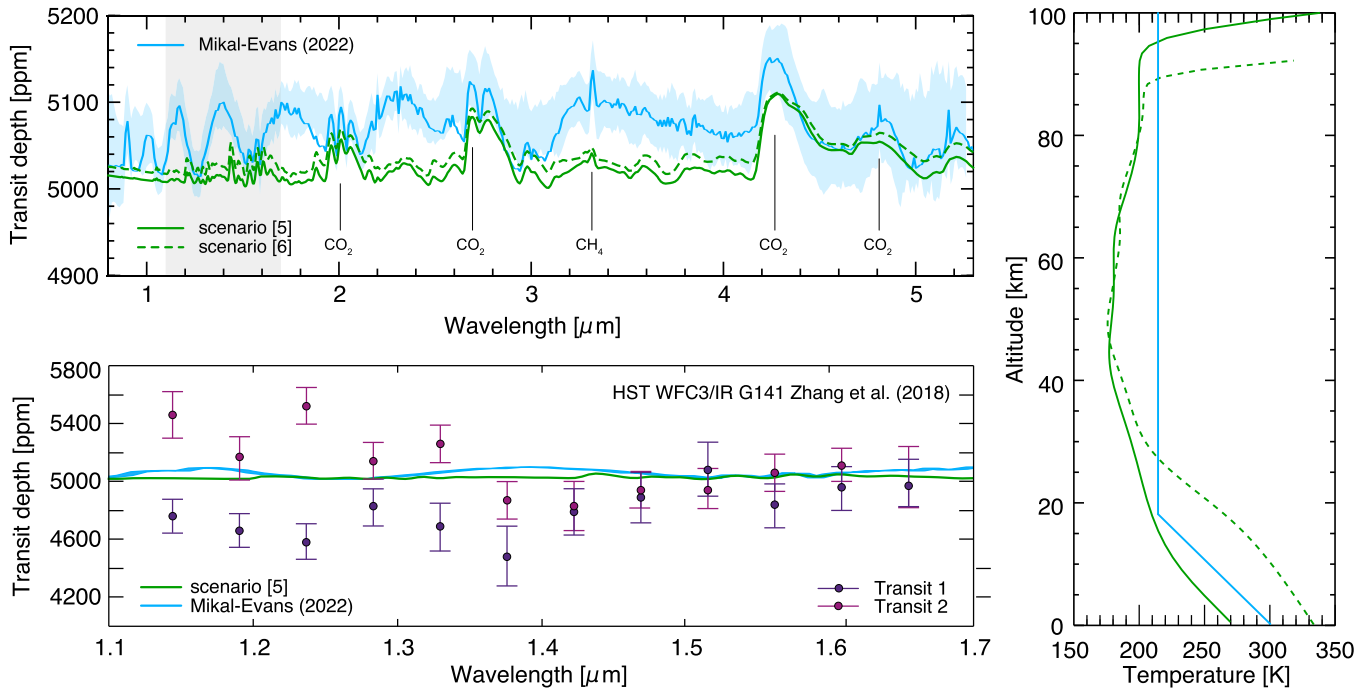 5200
5100
5000
4900
Transit depth [ppm]
Mikal-Evans (2022)
scenario [5]
scenario [6]
CO2
CO2
CH4
CO2
CO2
1
2
3
4
5
Wavelength [μm]
5800
5400
5000
4600
4200
Transit depth [ppm]
HST WFC3/IR G141 Zhang et al. (2018)
scenario [5]
Mikal-Evans (2022)
Transit 1
Transit 2
1.1
1.2
1.3
1.4
1.5
1.6
1.7
Wavelength [μm]
100
80
60
40
20
0
Altitude [km]
150
200
250
300
350
Temperature [K]